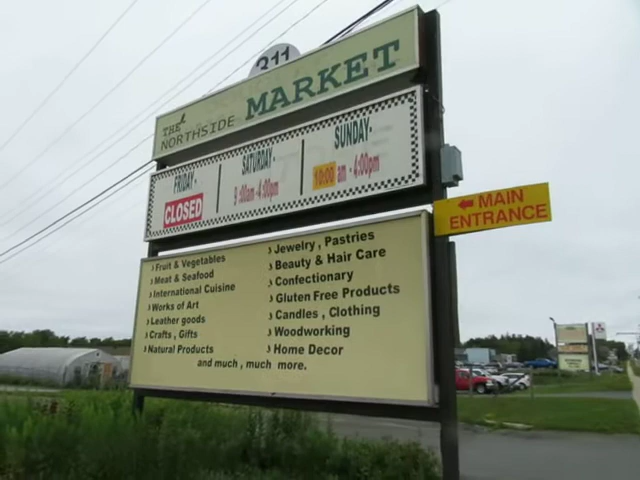 311
THE
NORTHSIDE MARKET
FRIDAY-
CLOSED
SATURDAY-
9:00am-4:00pm
SUNDAY-
10:00 am - 4:00pm
MAIN
ENTRANCE
Fruit & Vegetables
Meat & Seafood
International Cuisine
Works of Art
Leather goods
Crafts, Gifts
Natural Products
Jewelry, Pastries
Beauty & Hair Care
Confectionary
Gluten Free Products
Candles, Clothing
Woodworking
Home Decor
and much, much more.